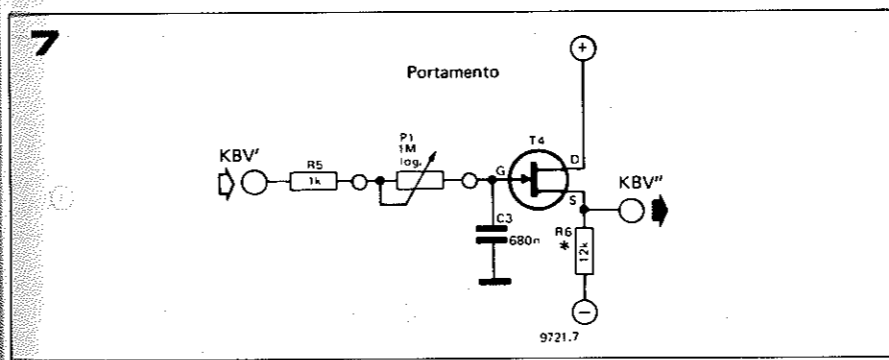 7
Portamento
+
T4
P1
1M
log.
D
KBV'
R5
1k
G
KBV"
S
C3
680n
R6
*
12k
−
9721.7